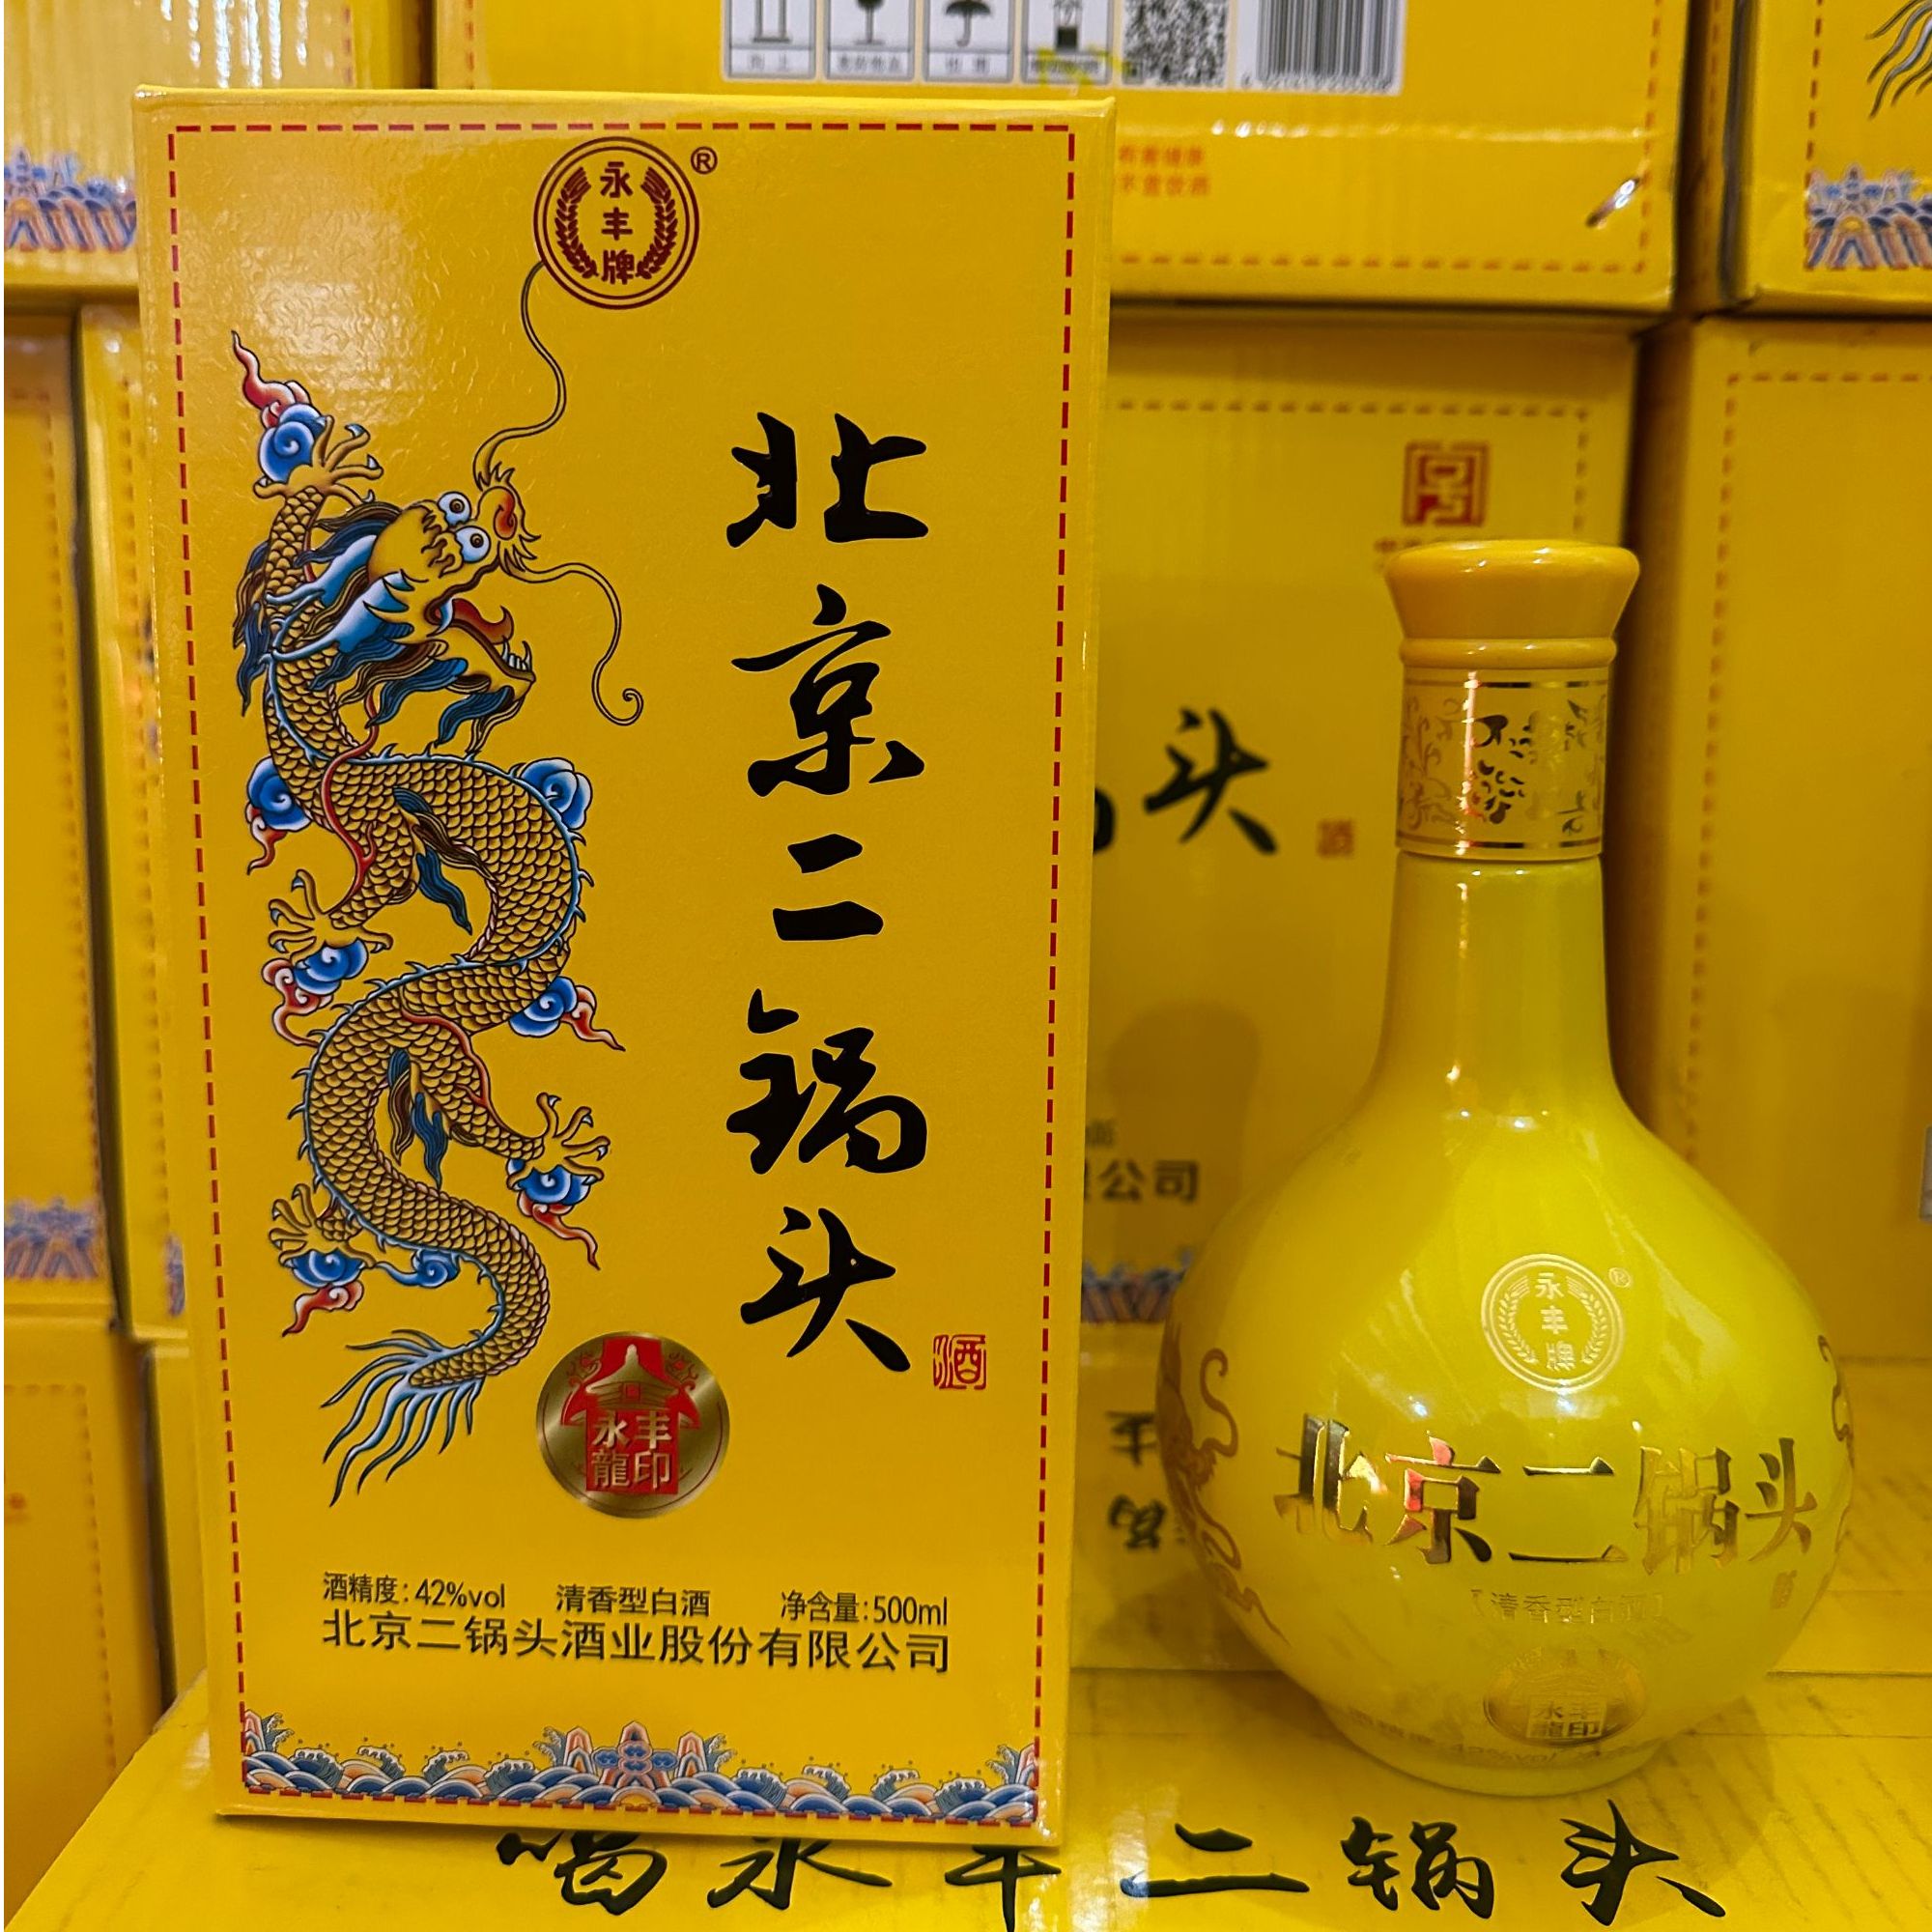 永丰牌
®
北京二锅头
酒
永丰
龍印
酒精度:42%vol 清香型白酒 净含量:500ml
北京二锅头酒业股份有限公司
头
公司
永丰牌
®
北京二锅头
清香型白酒
永丰
龍印
喝永丰二锅头